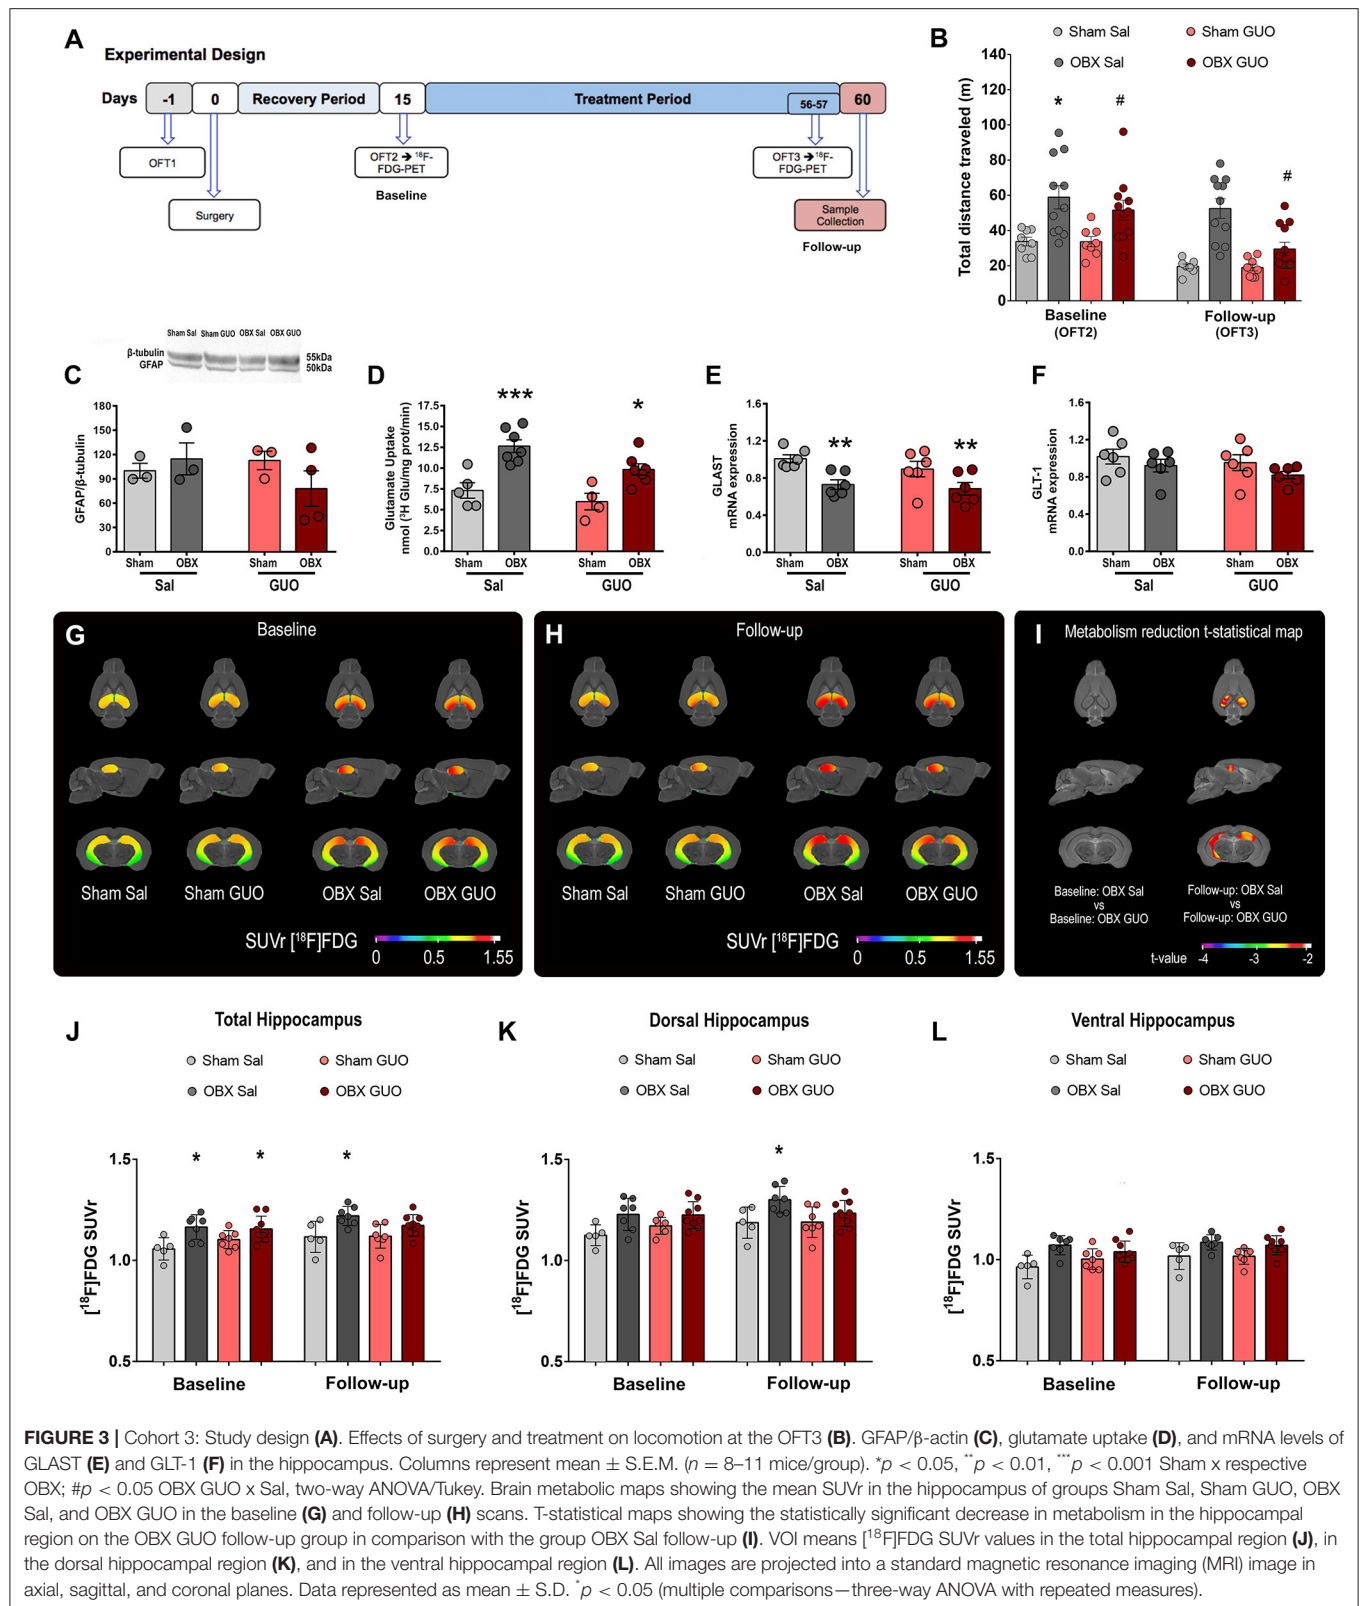 A
Experimental Design
Days -1 0 Recovery Period 15 Treatment Period 56-57 60
OFT1
OFT2 ➔ ¹⁸F-
FDG-PET
OFT3 ➔ ¹⁸F-
FDG-PET
Baseline
Surgery
Sample
Collection
Follow-up
B
Sham Sal Sham GUO
OBX Sal OBX GUO
Total distance traveled (m)
140
120
100
80
60
40
20
0
* # #
Baseline
(OFT2)
Follow-up
(OFT3)
Sham Sal Sham GUO OBX Sal OBX GUO
β-tubulin 55kDa
GFAP 50kDa
C
GFAP/β-tubulin
180
150
120
90
60
30
0
Sham OBX Sham OBX
Sal GUO
D
Glutamate Uptake
nmol (³H Glu/mg prot/min)
17.5
15.0
12.5
10.0
7.5
5.0
2.5
0.0
*** *
Sham OBX Sham OBX
Sal GUO
E
GLAST
mRNA expression
1.6
1.2
0.8
0.4
0.0
** **
Sham OBX Sham OBX
Sal GUO
F
GLT-1
mRNA expression
1.6
1.2
0.8
0.4
0.0
Sham OBX Sham OBX
Sal GUO
G
Baseline
Sham Sal Sham GUO OBX Sal OBX GUO
SUVr [¹⁸F]FDG
0 0.5 1.55
H
Follow-up
Sham Sal Sham GUO OBX Sal OBX GUO
SUVr [¹⁸F]FDG
0 0.5 1.55
I
Metabolism reduction t-statistical map
Baseline: OBX Sal
vs
Baseline: OBX GUO
Follow-up: OBX Sal
vs
Follow-up: OBX GUO
t-value
-4 -3 -2
J
Total Hippocampus
Sham Sal Sham GUO
OBX Sal OBX GUO
[¹⁸F]FDG SUVr
1.5
1.0
0.5
* * *
Baseline Follow-up
K
Dorsal Hippocampus
Sham Sal Sham GUO
OBX Sal OBX GUO
[¹⁸F]FDG SUVr
1.5
1.0
0.5
*
Baseline Follow-up
L
Ventral Hippocampus
Sham Sal Sham GUO
OBX Sal OBX GUO
[¹⁸F]FDG SUVr
1.5
1.0
0.5
Baseline Follow-up
FIGURE 3 | Cohort 3: Study design (A). Effects of surgery and treatment on locomotion at the OFT3 (B). GFAP/β-actin (C), glutamate uptake (D), and mRNA levels of
GLAST (E) and GLT-1 (F) in the hippocampus. Columns represent mean ± S.E.M. (n = 8–11 mice/group). *p < 0.05, **p < 0.01, ***p < 0.001 Sham x respective
OBX; #p < 0.05 OBX GUO x Sal, two-way ANOVA/Tukey. Brain metabolic maps showing the mean SUVr in the hippocampus of groups Sham Sal, Sham GUO, OBX
Sal, and OBX GUO in the baseline (G) and follow-up (H) scans. T-statistical maps showing the statistically significant decrease in metabolism in the hippocampal
region on the OBX GUO follow-up group in comparison with the group OBX Sal follow-up (I). VOI means [¹⁸F]FDG SUVr values in the total hippocampal region (J), in
the dorsal hippocampal region (K), and in the ventral hippocampal region (L). All images are projected into a standard magnetic resonance imaging (MRI) image in
axial, sagittal, and coronal planes. Data represented as mean ± S.D. *p < 0.05 (multiple comparisons—three-way ANOVA with repeated measures).